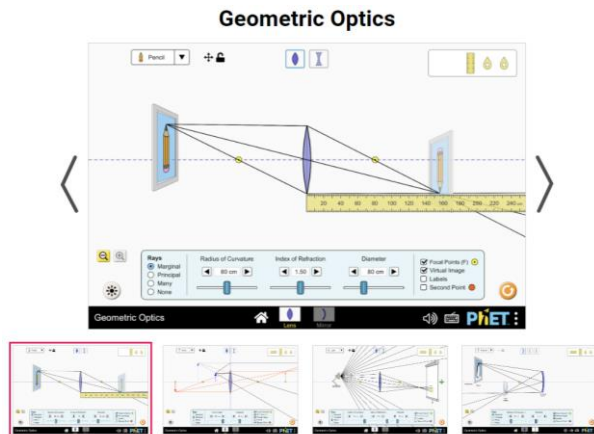 Geometric Optics
Pencil
20 40 60 80 100 120 140 160 180 200 220 240 cm
Rays
Marginal
Principal
Many
None
Radius of Curvature
80 cm
Index of Refraction
1.50
Diameter
80 cm
Focal Points (F)
Virtual Image
Labels
Second Point
Geometric Optics
Lens
Mirror
PhET